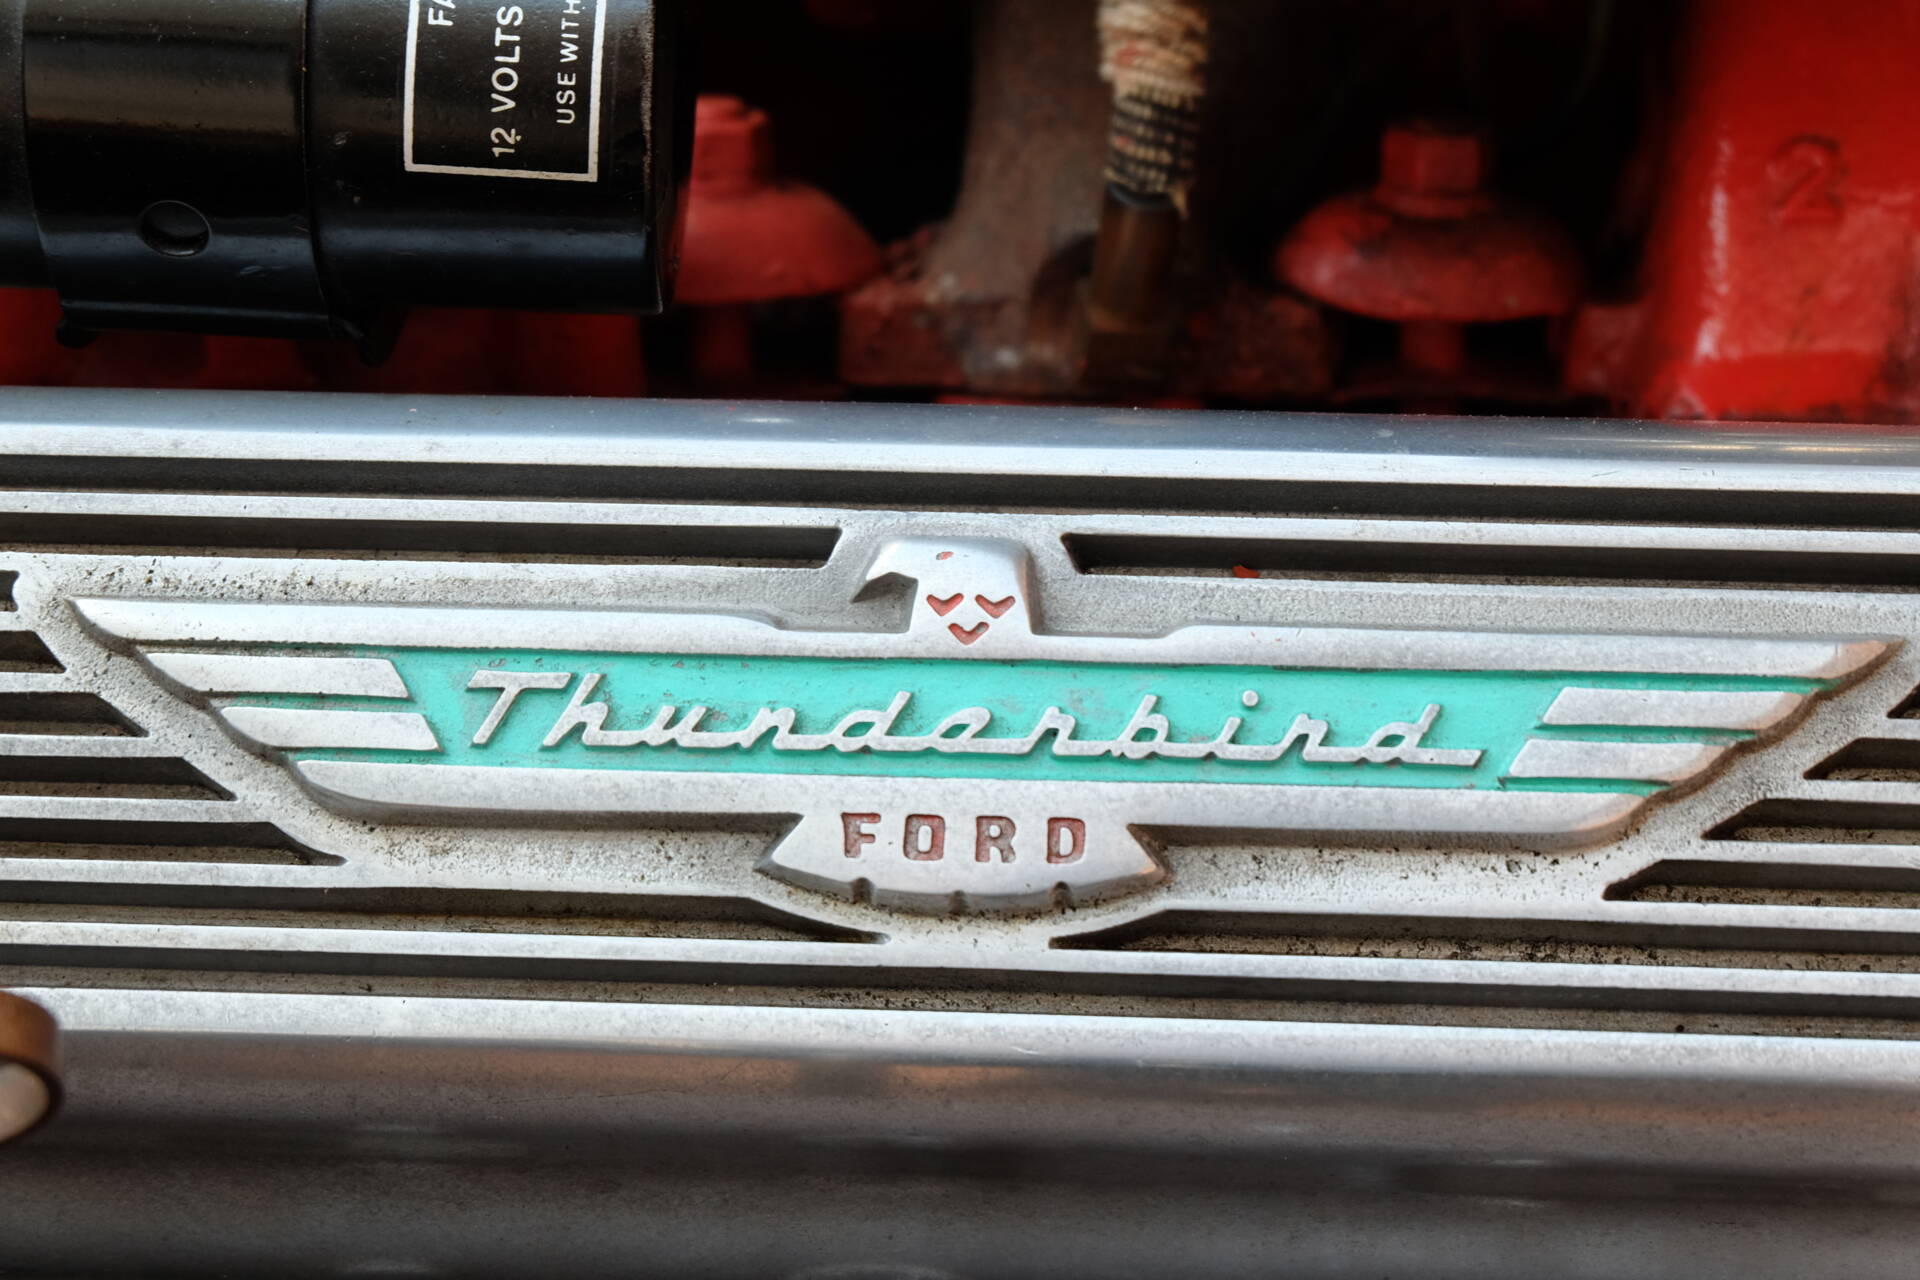 12 VOLTS
USE WITH
2
Thunderbird
FORD